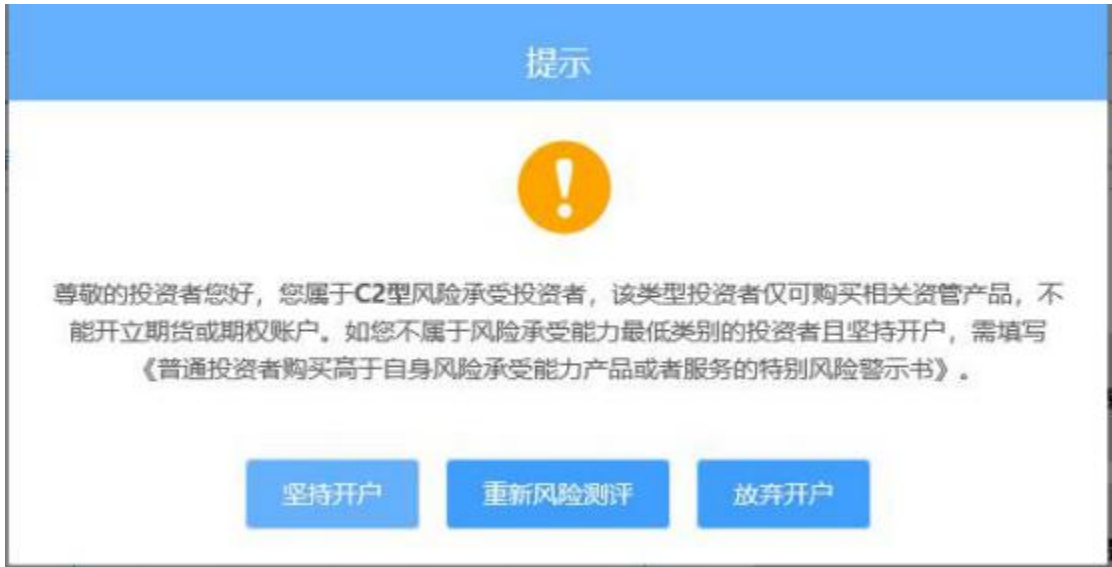 提示
尊敬的投资者您好，您属于C2型风险承受投资者，该类型投资者仅可购买相关资管产品，不
能开立期货或期权账户。如您不属于风险承受能力最低类别的投资者且坚持开户，需填写
《普通投资者购买高于自身风险承受能力产品或者服务的特别风险警示书》。
坚持开户
重新风险测评
放弃开户